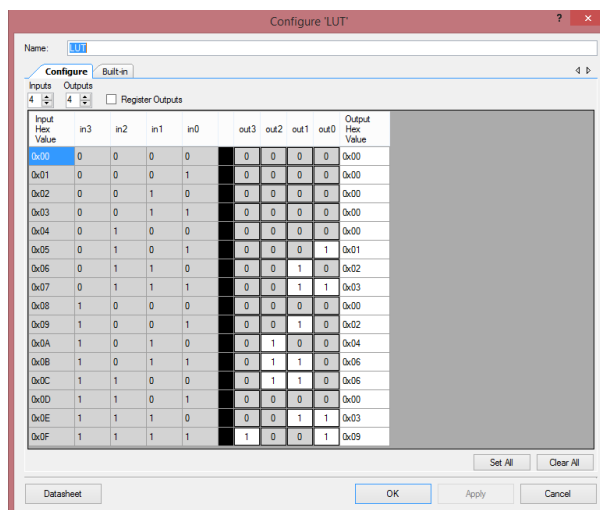 Configure 'LUT'
? ×
Name: LUT
Configure Built-in
Inputs Outputs
4 4 Register Outputs
Input Hex Value in3 in2 in1 in0 out3 out2 out1 out0 Output Hex Value
0x00 0 0 0 0 0 0 0 0 0x00
0x01 0 0 0 1 0 0 0 0 0x00
0x02 0 0 1 0 0 0 0 0 0x00
0x03 0 0 1 1 0 0 0 0 0x00
0x04 0 1 0 0 0 0 0 0 0x00
0x05 0 1 0 1 0 0 0 1 0x01
0x06 0 1 1 0 0 0 1 0 0x02
0x07 0 1 1 1 0 0 1 1 0x03
0x08 1 0 0 0 0 0 0 0 0x00
0x09 1 0 0 1 0 0 1 0 0x02
0x0A 1 0 1 0 0 1 0 0 0x04
0x0B 1 0 1 1 0 1 1 0 0x06
0x0C 1 1 0 0 0 1 1 0 0x06
0x0D 1 1 0 1 0 0 0 0 0x00
0x0E 1 1 1 0 0 0 1 1 0x03
0x0F 1 1 1 1 1 0 0 1 0x09
Set All Clear All
Datasheet OK Apply Cancel